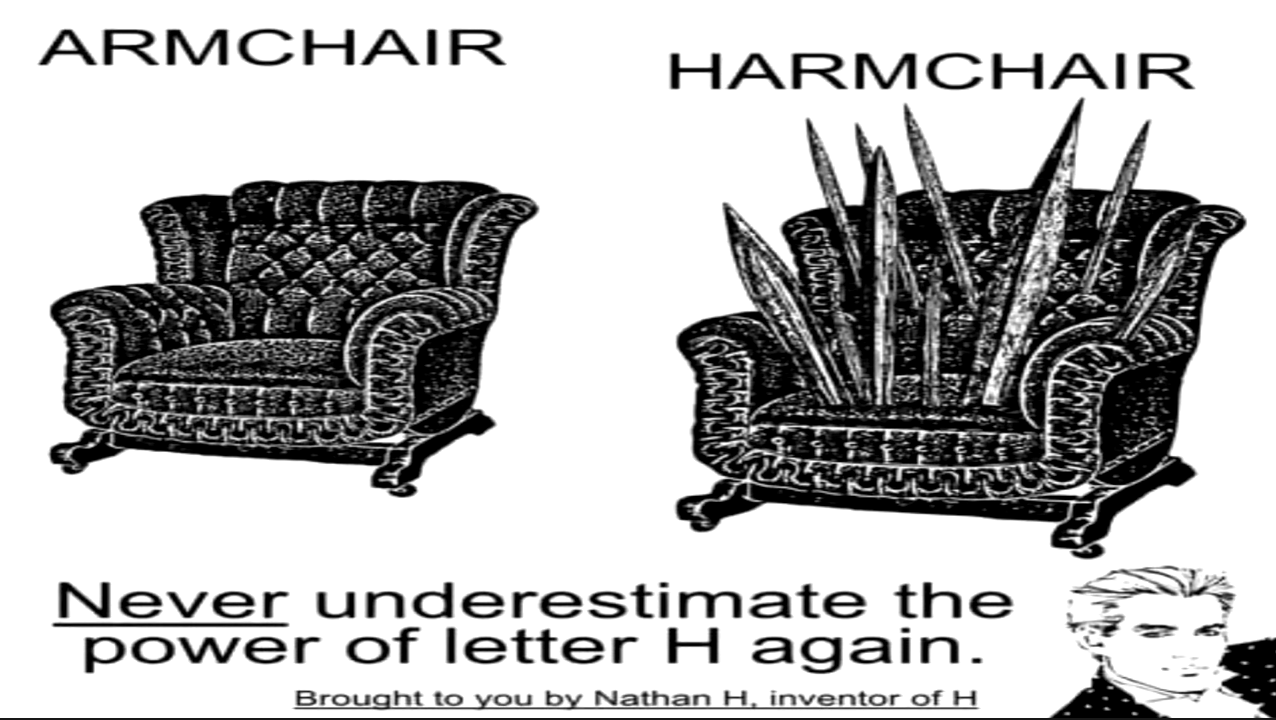 ARMCHAIR
HARMCHAIR
Never underestimate the
power of letter H again.
Brought to you by Nathan H, inventor of H